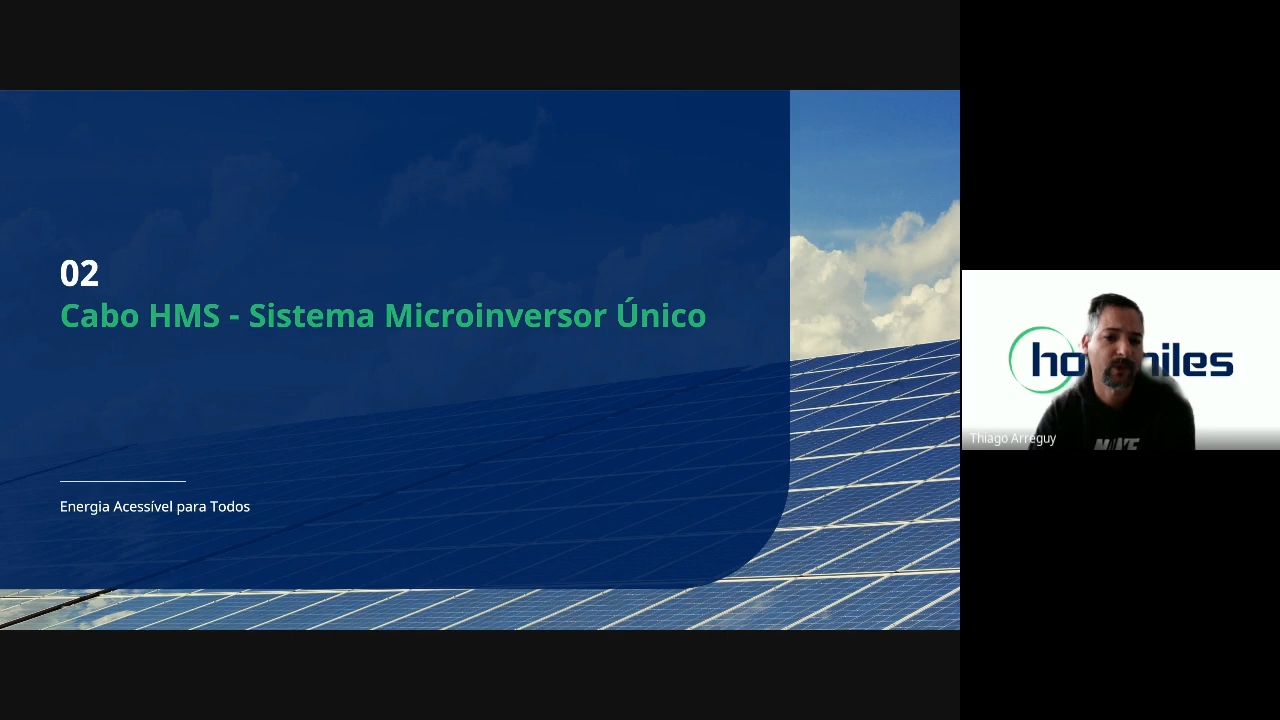 02
Cabo HMS - Sistema Microinversor Único
Energia Acessível para Todos
Thiago Arreguy